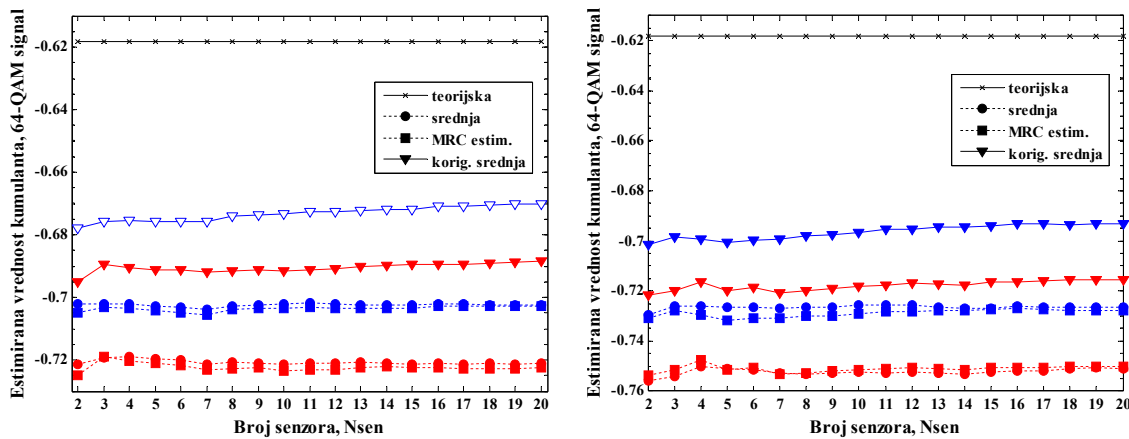 Estimirana vrednost kumulanta, 64-QAM signal
-0.62
-0.64
-0.66
-0.68
-0.7
-0.72
teorijska
srednja
MRC estim.
korig. srednja
2 3 4 5 6 7 8 9 10 11 12 13 14 15 16 17 18 19 20
Broj senzora, Nsen
Estimirana vrednost kumulanta, 64-QAM signal
-0.62
-0.64
-0.66
-0.68
-0.7
-0.72
-0.74
-0.76
teorijska
srednja
MRC estim.
korig. srednja
2 3 4 5 6 7 8 9 10 11 12 13 14 15 16 17 18 19 20
Broj senzora, Nsen